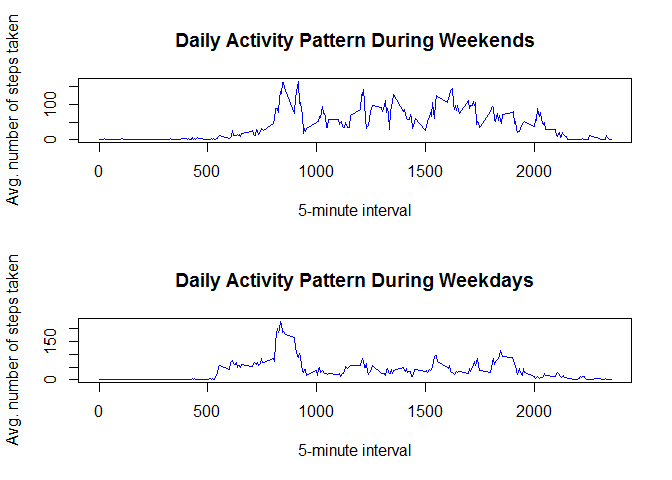 Daily Activity Pattern During Weekends
Avg. number of steps taken
100
0
0 500 1000 1500 2000
5-minute interval
Daily Activity Pattern During Weekdays
Avg. number of steps taken
150
0
0 500 1000 1500 2000
5-minute interval